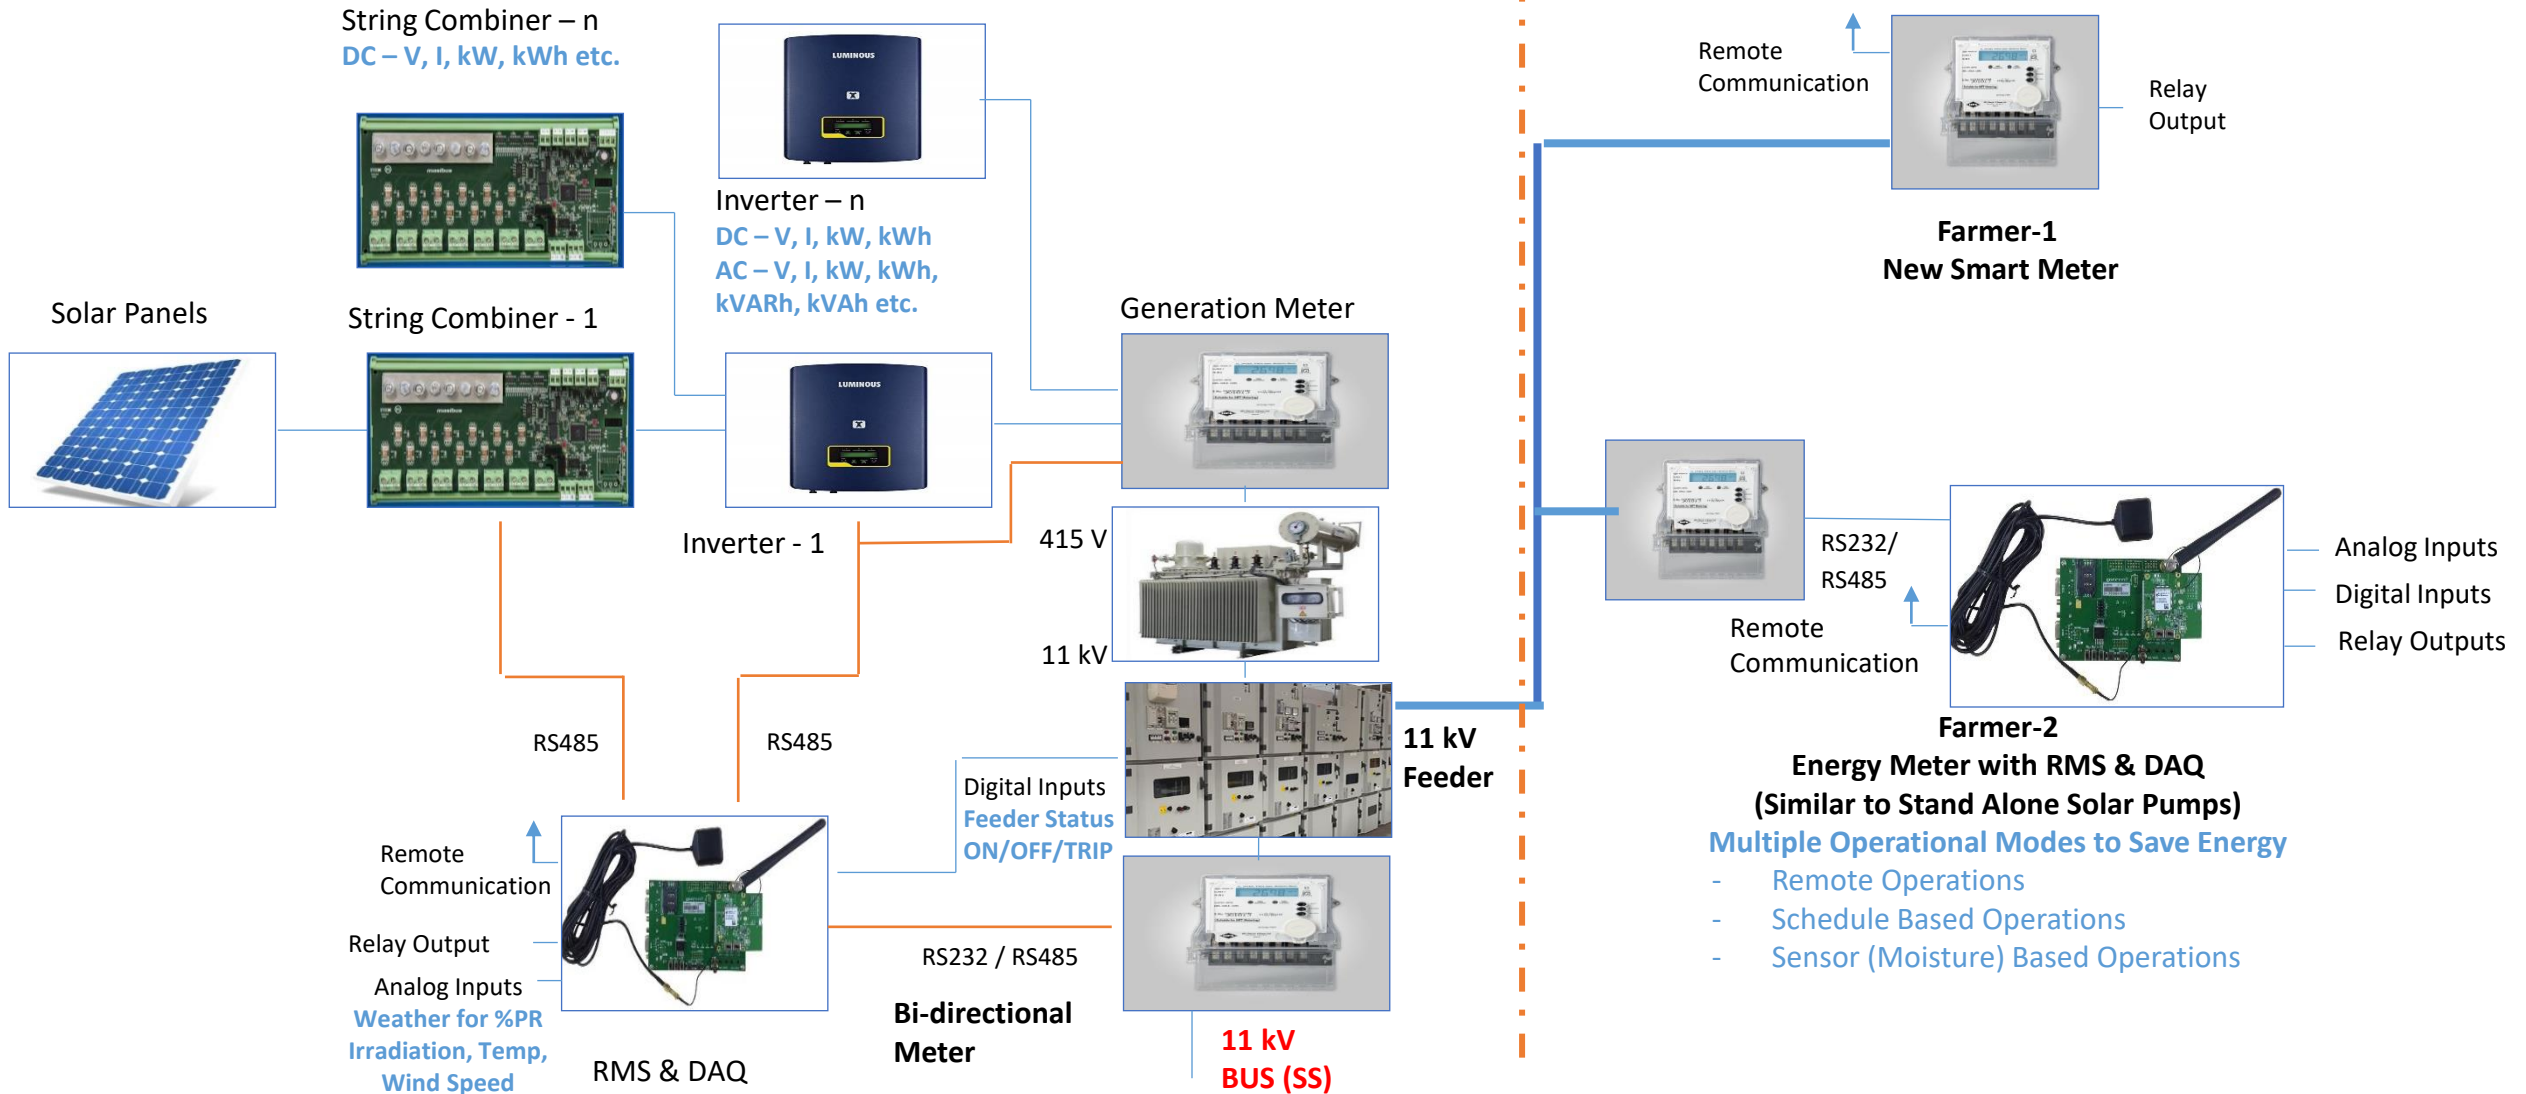 String Combiner – n
DC – V, I, kW, kWh etc.
LUMINOUS
Inverter – n
DC – V, I, kW, kWh
AC – V, I, kW, kWh,
kVARh, kVAh etc.
Solar Panels
String Combiner - 1
LUMINOUS
Inverter - 1
Generation Meter
415 V
11 kV
RS485
RS485
Digital Inputs
Feeder Status
ON/OFF/TRIP
11 kV
Feeder
Remote
Communication
Relay Output
Analog Inputs
Weather for %PR
Irradiation, Temp,
Wind Speed
RMS & DAQ
RS232 / RS485
Bi-directional
Meter
11 kV
BUS (SS)
Remote
Communication
Relay
Output
Farmer-1
New Smart Meter
RS232/
RS485
Remote
Communication
Analog Inputs
Digital Inputs
Relay Outputs
Farmer-2
Energy Meter with RMS & DAQ
(Similar to Stand Alone Solar Pumps)
Multiple Operational Modes to Save Energy
- Remote Operations
- Schedule Based Operations
- Sensor (Moisture) Based Operations